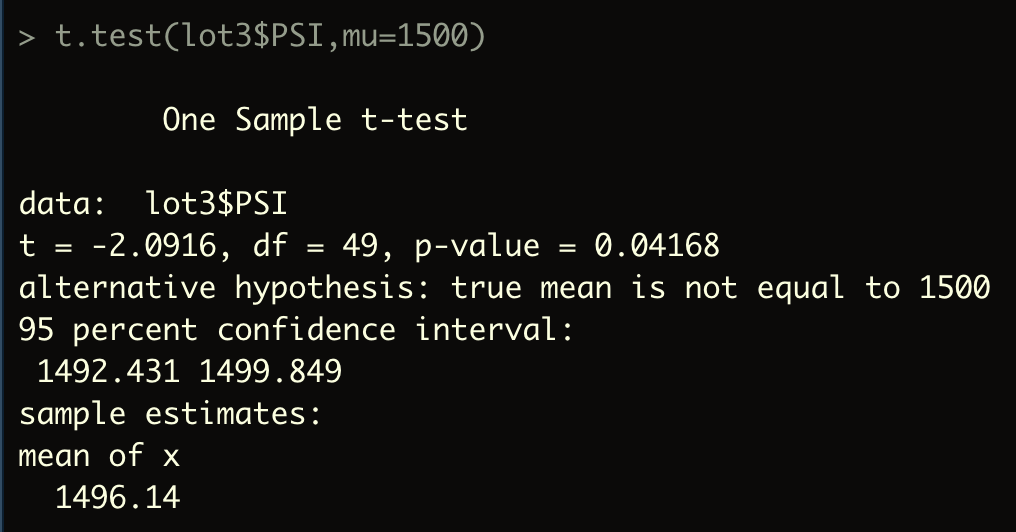 > t.test(lot3$PSI,mu=1500)
One Sample t-test
data:  lot3$PSI
t = -2.0916, df = 49, p-value = 0.04168
alternative hypothesis: true mean is not equal to 1500
95 percent confidence interval:
 1492.431 1499.849
sample estimates:
mean of x
  1496.14